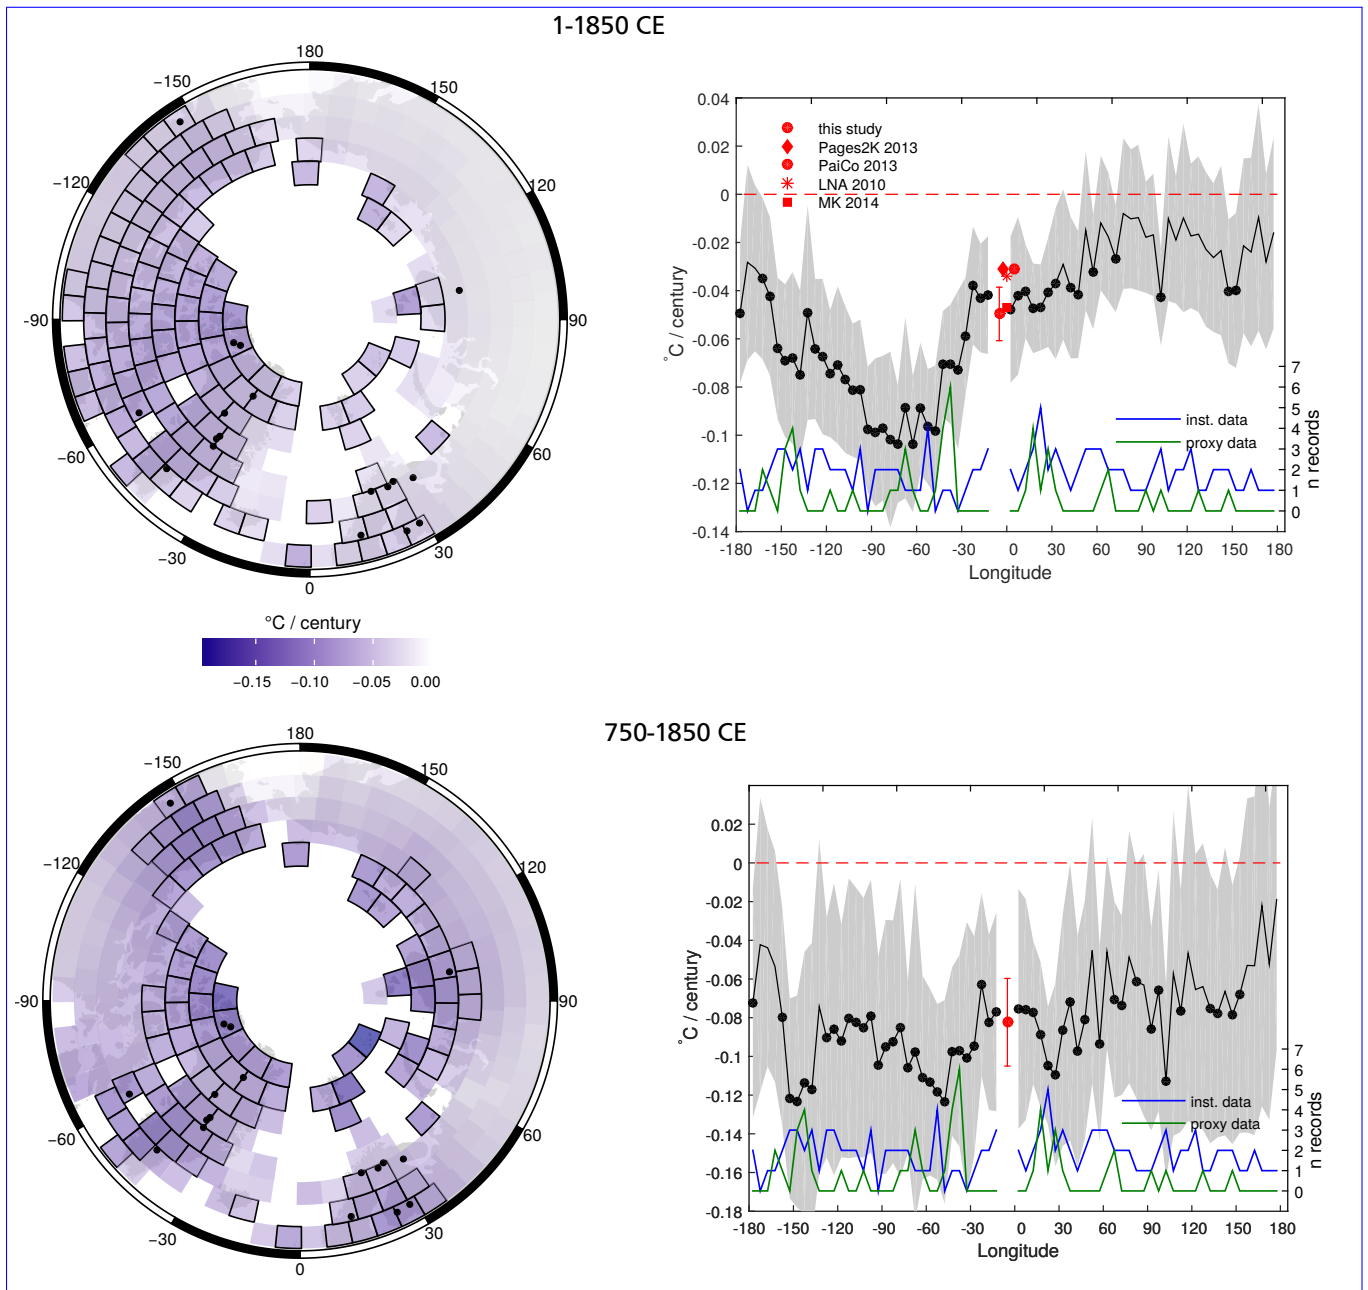 1-1850 CE
180
−150
150
−120
120
-90
90
−60
60
−30
30
0
0.04
0.02
0
-0.02
-0.04
-0.06
-0.08
-0.1
-0.12
-0.14
°C / century
this study
Pages2K 2013
PaiCo 2013
LNA 2010
MK 2014
inst. data
proxy data
7
6
5
4
3
2
1
0
n records
-180 -150 -120 -90 -60 -30 0 30 60 90 120 150 180
Longitude
°C / century
−0.15 −0.10 −0.05 0.00
750-1850 CE
180
−150
150
−120
120
-90
90
−60
60
−30
30
0
0.02
0
-0.02
-0.04
-0.06
-0.08
-0.1
-0.12
-0.14
-0.16
-0.18
°C / century
inst. data
proxy data
7
6
5
4
3
2
1
0
n records
-180 -150 -120 -90 -60 -30 0 30 60 90 120 150 180
Longitude